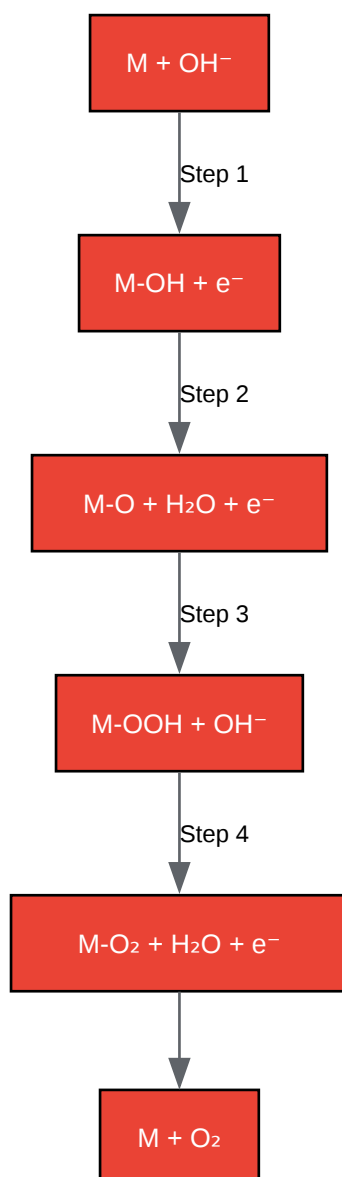 M + OH⁻
Step 1
M-OH + e⁻
Step 2
M-O + H₂O + e⁻
Step 3
M-OOH + OH⁻
Step 4
M-O₂ + H₂O + e⁻
M + O₂